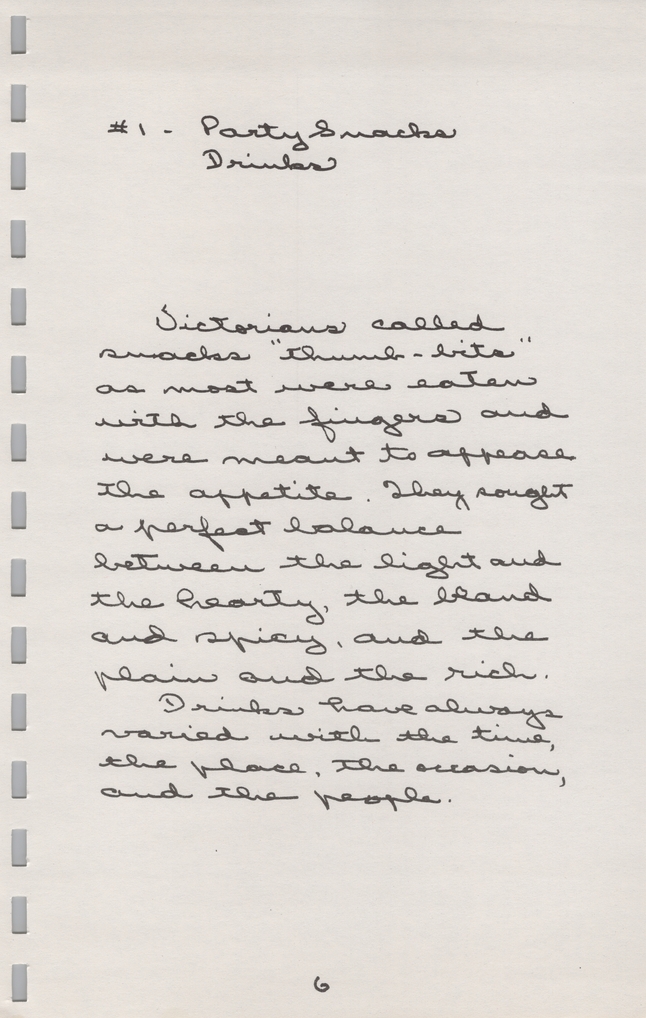 #1 - Party Snacks
Drinks
Victorians called
snacks "thumb-bits"
as most were eaten
with the fingers and
were meant to appease
the appetite. They sought
a perfect balance
between the light and
the hearty, the bland
and spicy, and the
plain and the rich.
Drinks have always
varied with the time,
the place, the occasion,
and the people.
6